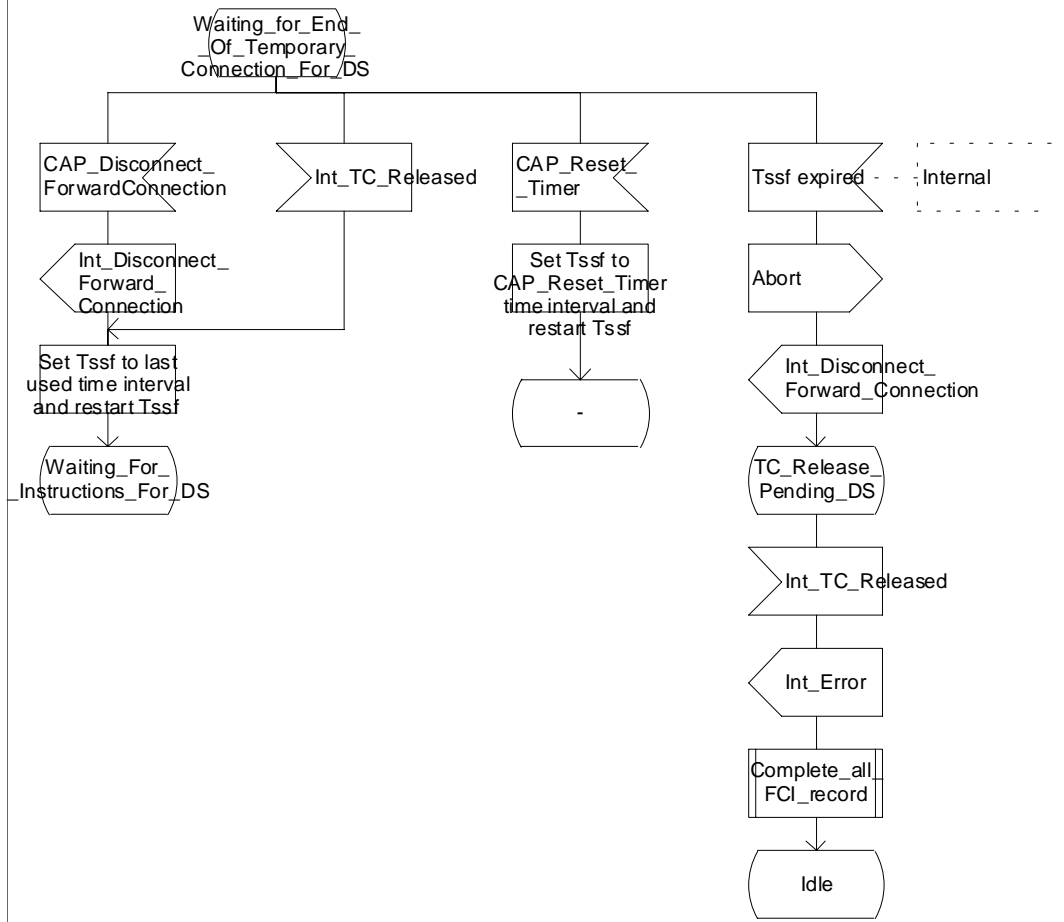 Waiting_for_End_
_Of_Temporary_
Connection_For_DS
CAP_Disconnect_
ForwardConnection
Int_TC_Released
CAP_Reset_
_Timer
Tssf expired
Internal
Int_Disconnect_
Forward_
Connection
Set Tssf to
CAP_Reset_Timer
time interval and
restart Tssf
Abort
Set Tssf to last
used time interval
and restart Tssf
-
Int_Disconnect_
Forward_Connection
Waiting_For_
_Instructions_For_DS
TC_Release_
Pending_DS
Int_TC_Released
Int_Error
Complete_all_
FCI_record
Idle